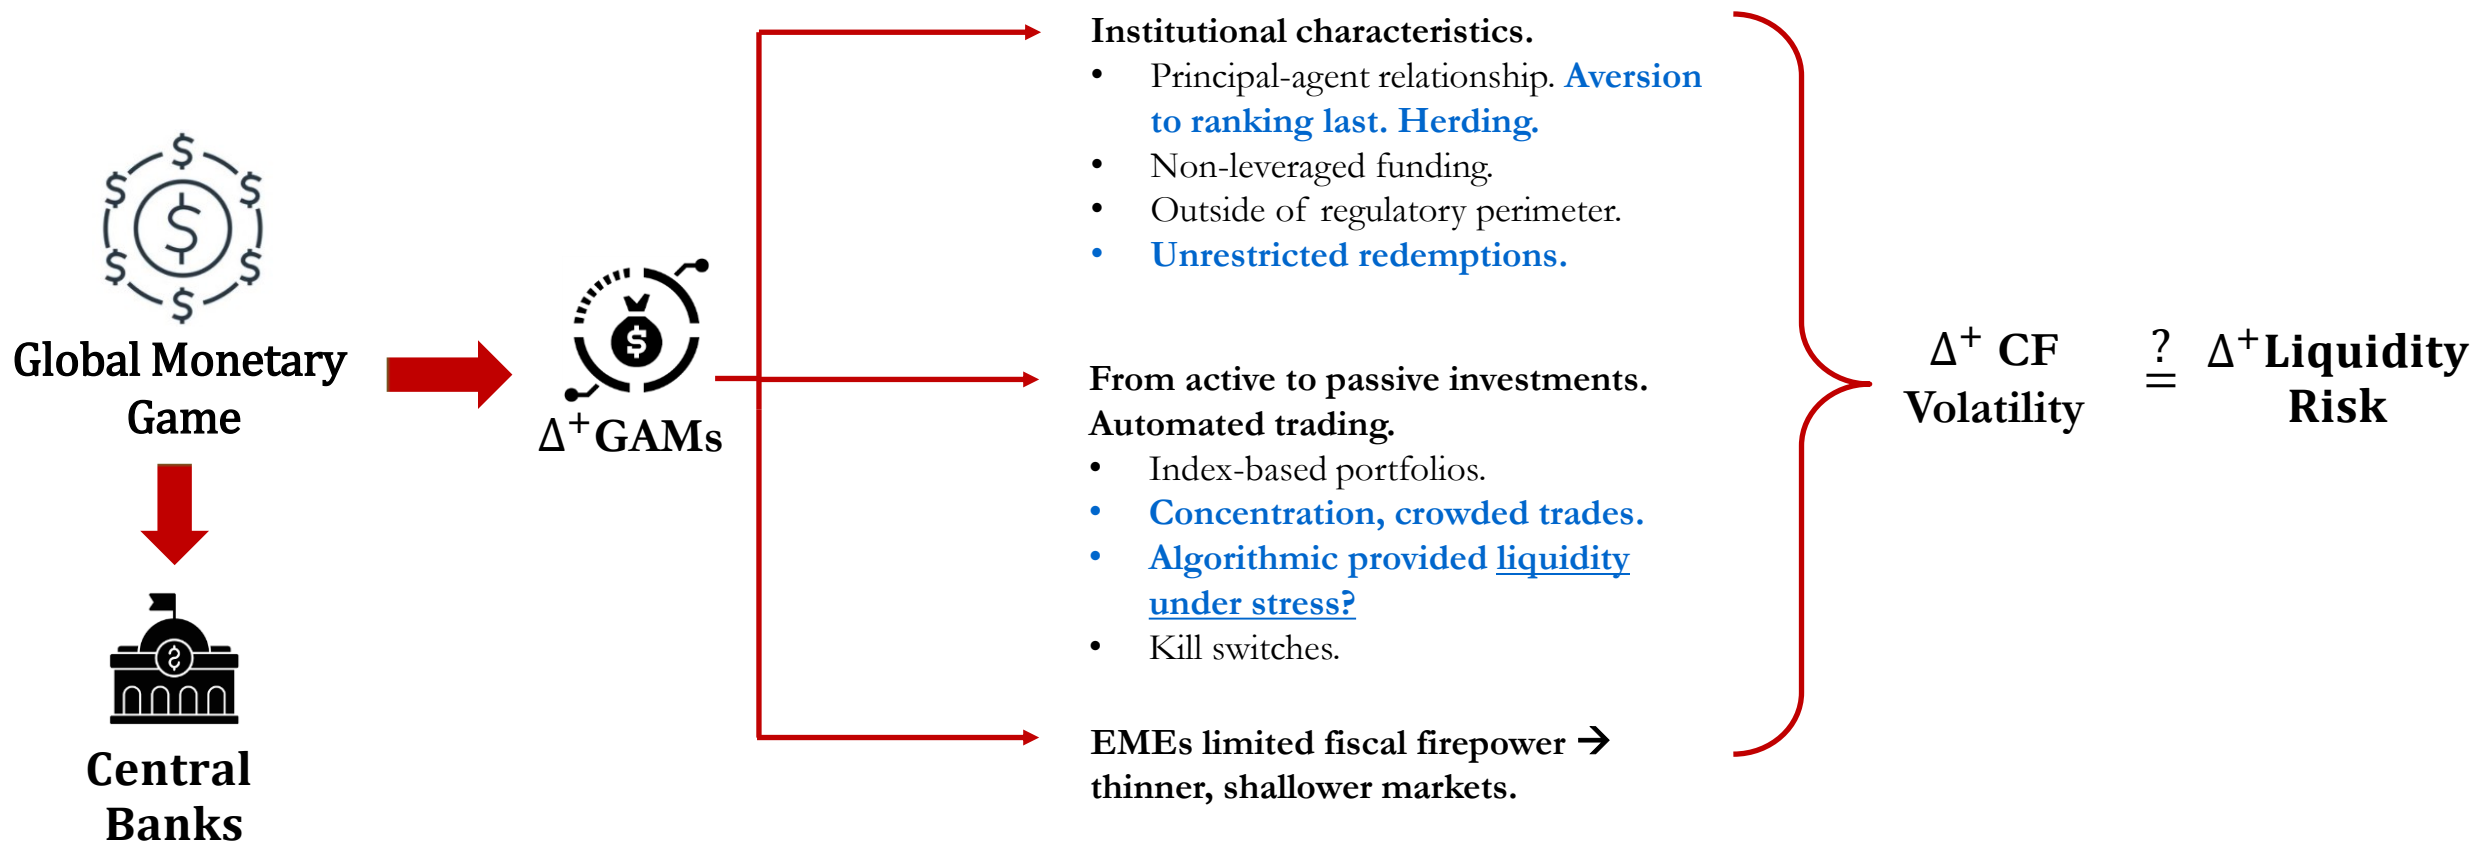 Global Monetary
Game
Central
Banks
Δ⁺GAMs
Institutional characteristics.
• Principal-agent relationship. Aversion
to ranking last. Herding.
• Non-leveraged funding.
• Outside of regulatory perimeter.
• Unrestricted redemptions.
From active to passive investments.
Automated trading.
• Index-based portfolios.
• Concentration, crowded trades.
• Algorithmic provided liquidity
under stress?
• Kill switches.
EMEs limited fiscal firepower →
thinner, shallower markets.
Δ⁺ CF
Volatility
≟
Δ⁺Liquidity
Risk